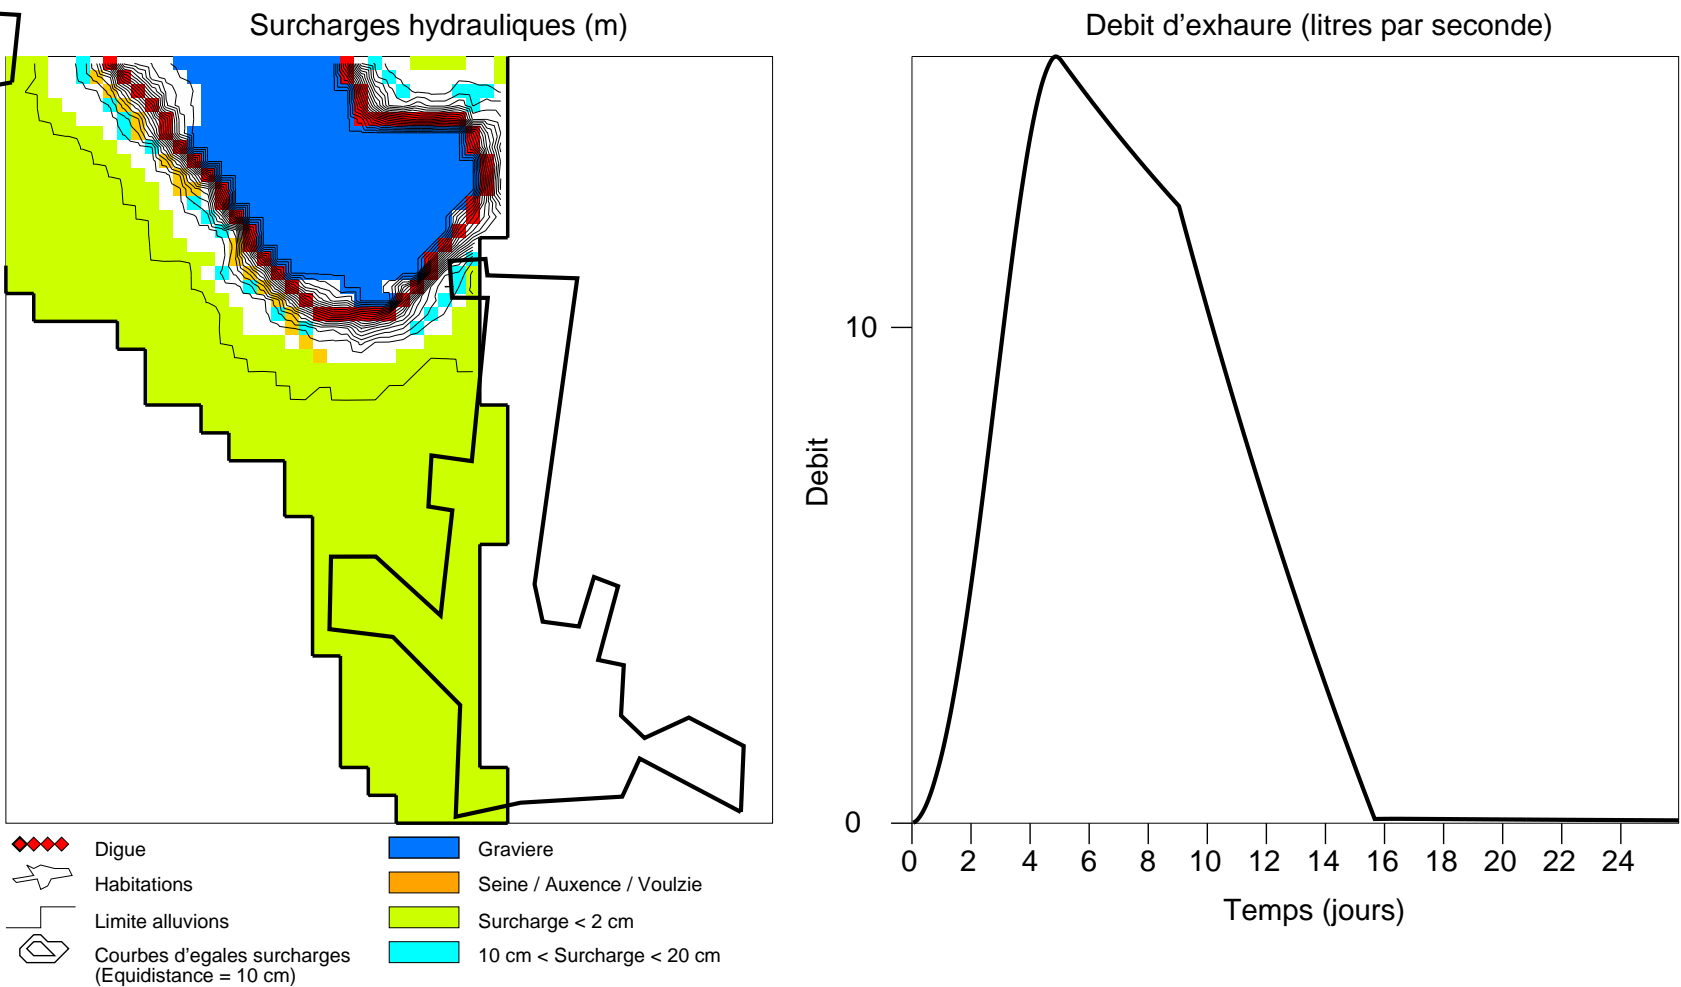 Surcharges hydrauliques (m)
Debit d'exhaure (litres par seconde)
10
Debit
0
0 2 4 6 8 10 12 14 16 18 20 22 24
Temps (jours)
Digue
Habitations
Limite alluvions
Courbes d'egales surcharges
(Equidistance = 10 cm)
Graviere
Seine / Auxence / Voulzie
Surcharge < 2 cm
10 cm < Surcharge < 20 cm